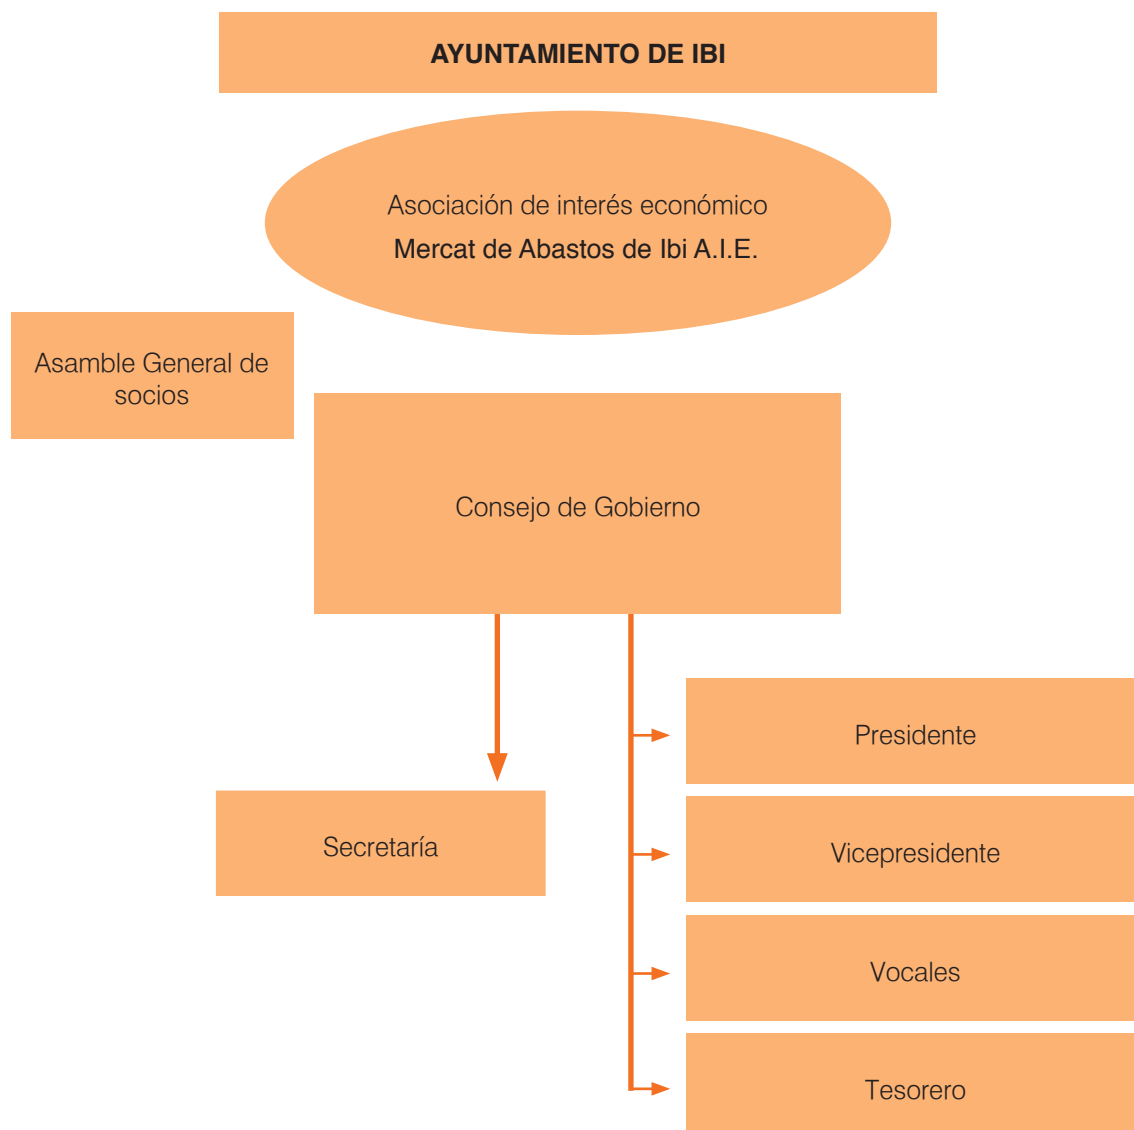 AYUNTAMIENTO DE IBI
Asociación de interés económico
Mercat de Abastos de Ibi A.I.E.
Asamble General de
socios
Consejo de Gobierno
Presidente
Secretaría
Vicepresidente
Vocales
Tesorero